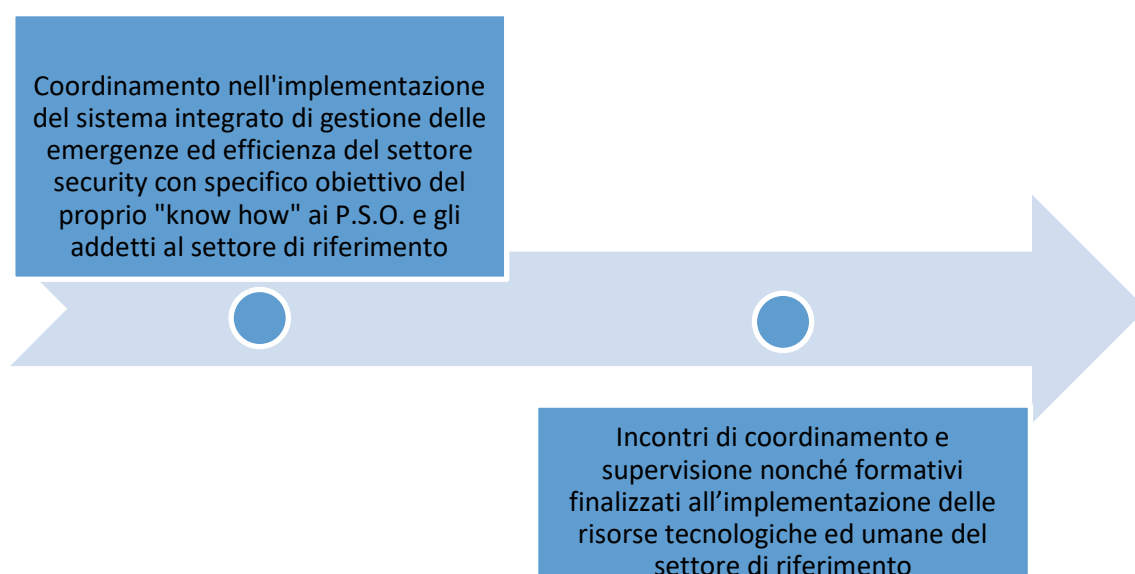 Coordinamento nell'implementazione
del sistema integrato di gestione delle
emergenze ed efficienza del settore
security con specifico obiettivo del
proprio "know how" ai P.S.O. e gli
addetti al settore di riferimento
Incontri di coordinamento e
supervisione nonché formativi
finalizzati all’implementazione delle
risorse tecnologiche ed umane del
settore di riferimento